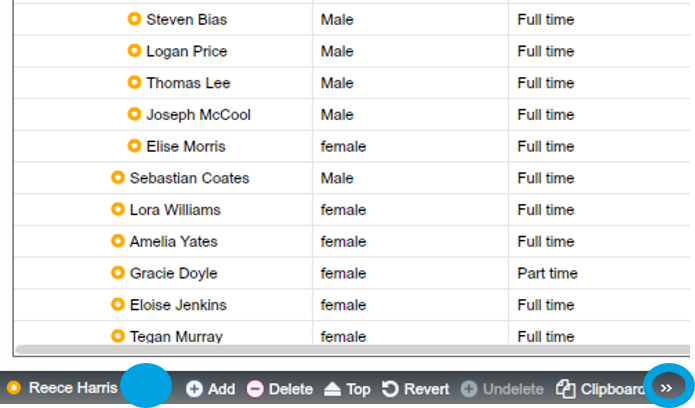 Steven Bias Male Full time
Logan Price Male Full time
Thomas Lee Male Full time
Joseph McCool Male Full time
Elise Morris female Full time
Sebastian Coates Male Full time
Lora Williams female Full time
Amelia Yates female Full time
Gracie Doyle female Part time
Eloise Jenkins female Full time
Tegan Murray female Full time
Reece Harris Add Delete Top Revert Undelete Clipboard »